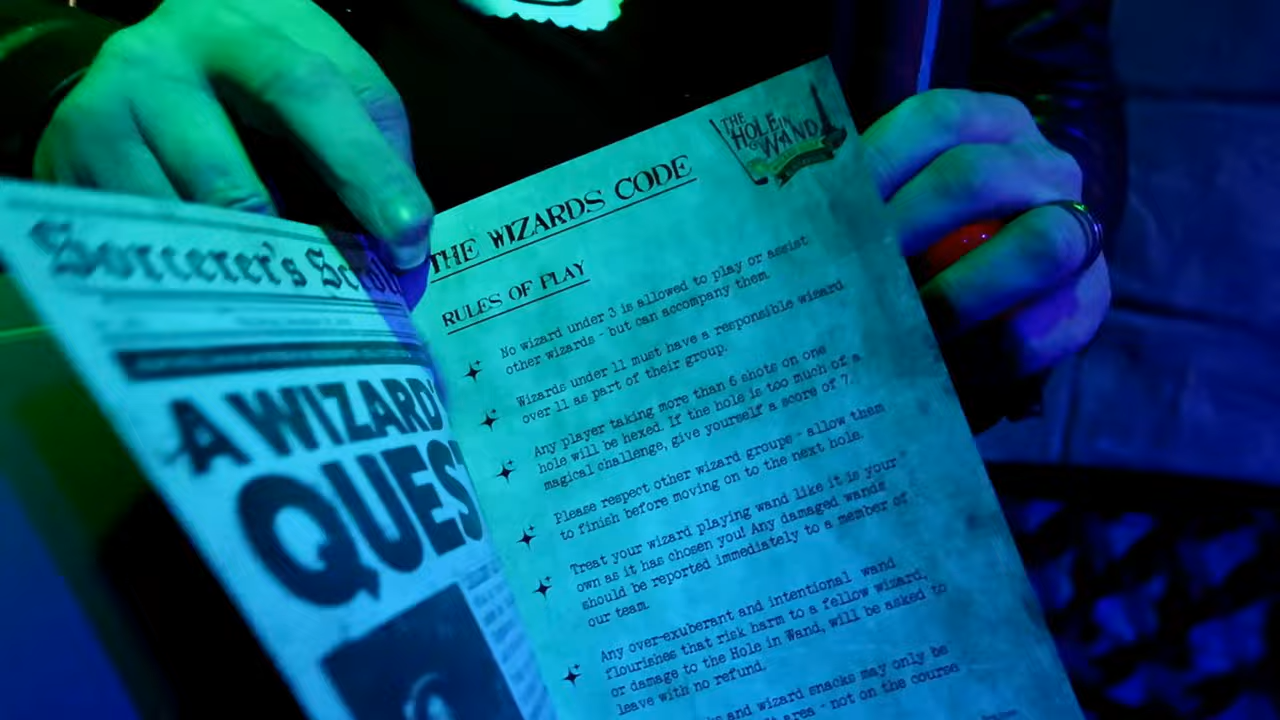 Sorcerer's Scroll
A WIZARD'
QUES
THE HOLE IN WAND
THE WIZARDS CODE
RULES OF PLAY
No wizard under 3 is allowed to play or assist
other wizards - but can accompany them.
Wizards under 11 must have a responsible wizard
over 11 as part of their group.
Any player taking more than 6 shots on one
hole will be hexed. If the hole is too much of a
magical challenge, give yourself a score of 7.
Please respect other wizard groups - allow them
to finish before moving on to the next hole.
Treat your wizard playing wand like it is your
own as it has chosen you! Any damaged wands
should be reported immediately to a member of
our team.
Any over-exuberant and intentional wand
flourishes that risk harm to a fellow wizard,
or damage to the Hole in Wand, will be asked to
leave with no refund.
and wizard snacks may only be
area - not on the course